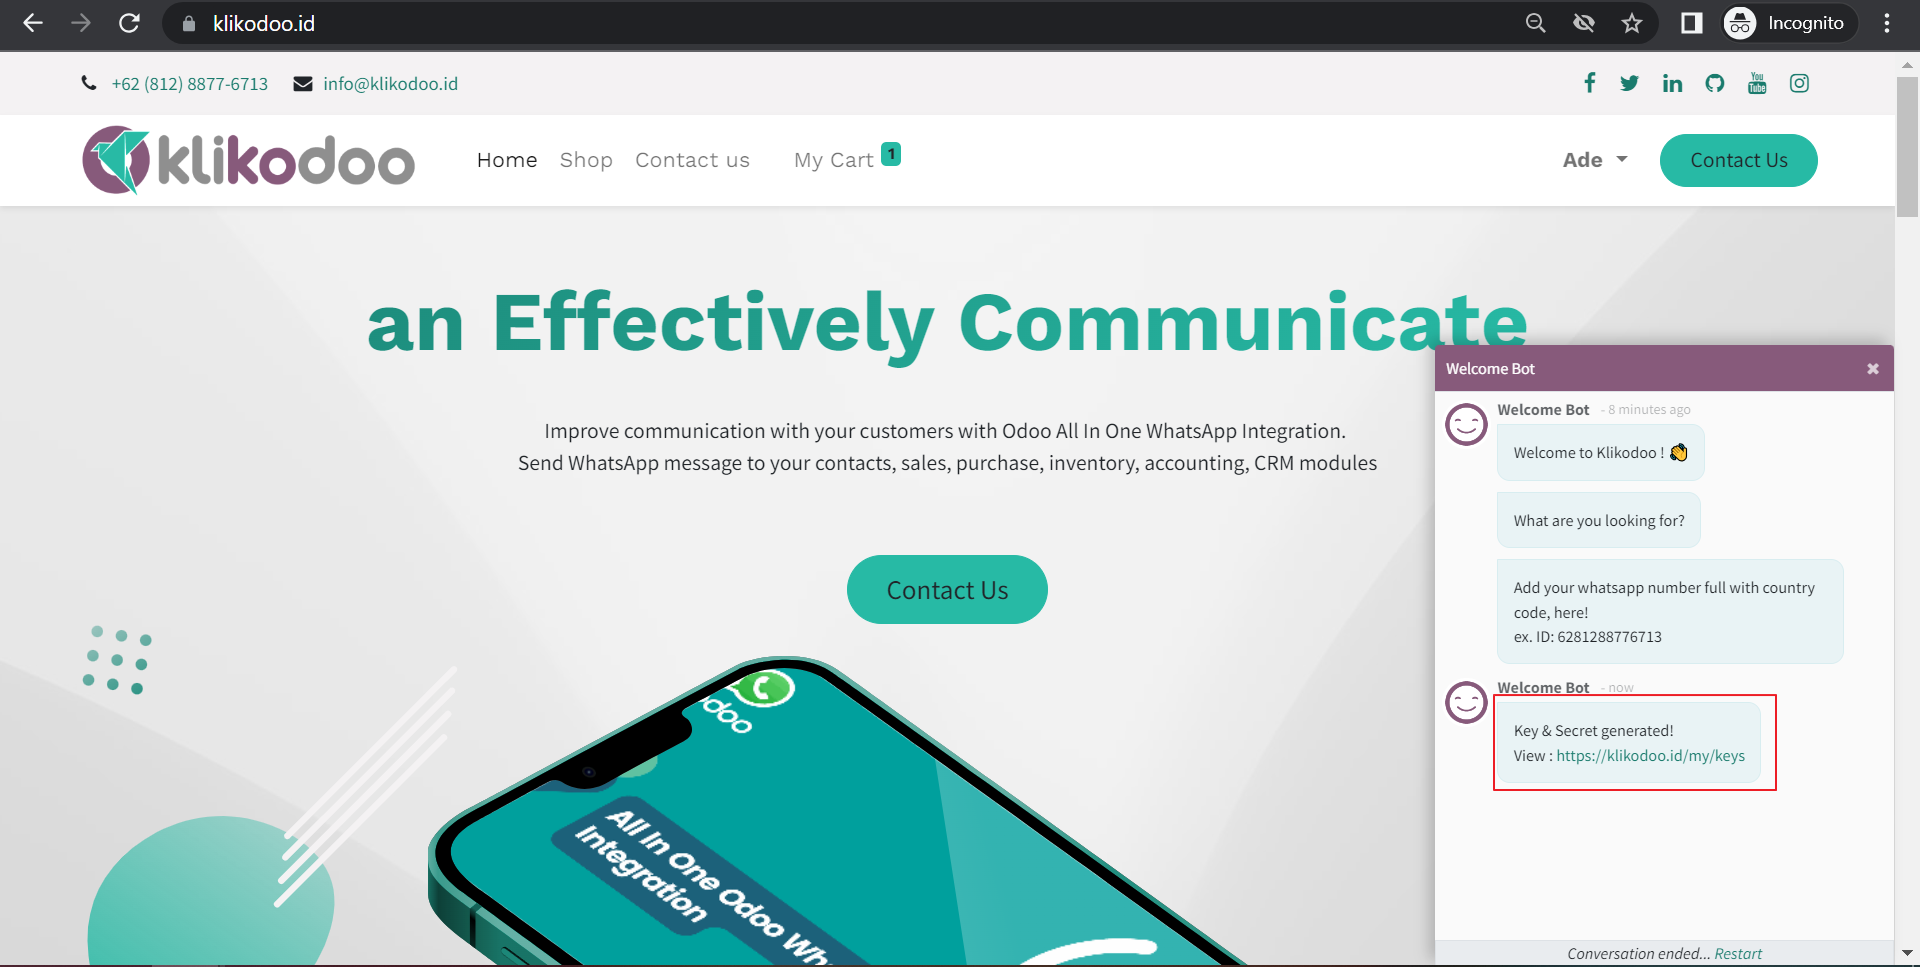 klikodoo.id
Incognito
+62 (812) 8877-6713
info@klikodoo.id
You
Tube
klikodoo
Home
Shop
Contact us
My Cart 1
Ade
Contact Us
an Effectively Communicate
Improve communication with your customers with Odoo All In One WhatsApp Integration.
Send WhatsApp message to your contacts, sales, purchase, inventory, accounting, CRM modules
Contact Us
doo
All In One Odoo Wh
Integration
Welcome Bot
Welcome Bot - 8 minutes ago
Welcome to Klikodoo !
What are you looking for?
Add your whatsapp number full with country
code, here!
ex. ID: 6281288776713
Welcome Bot - now
Key & Secret generated!
View : https://klikodoo.id/my/keys
Conversation ended... Restart